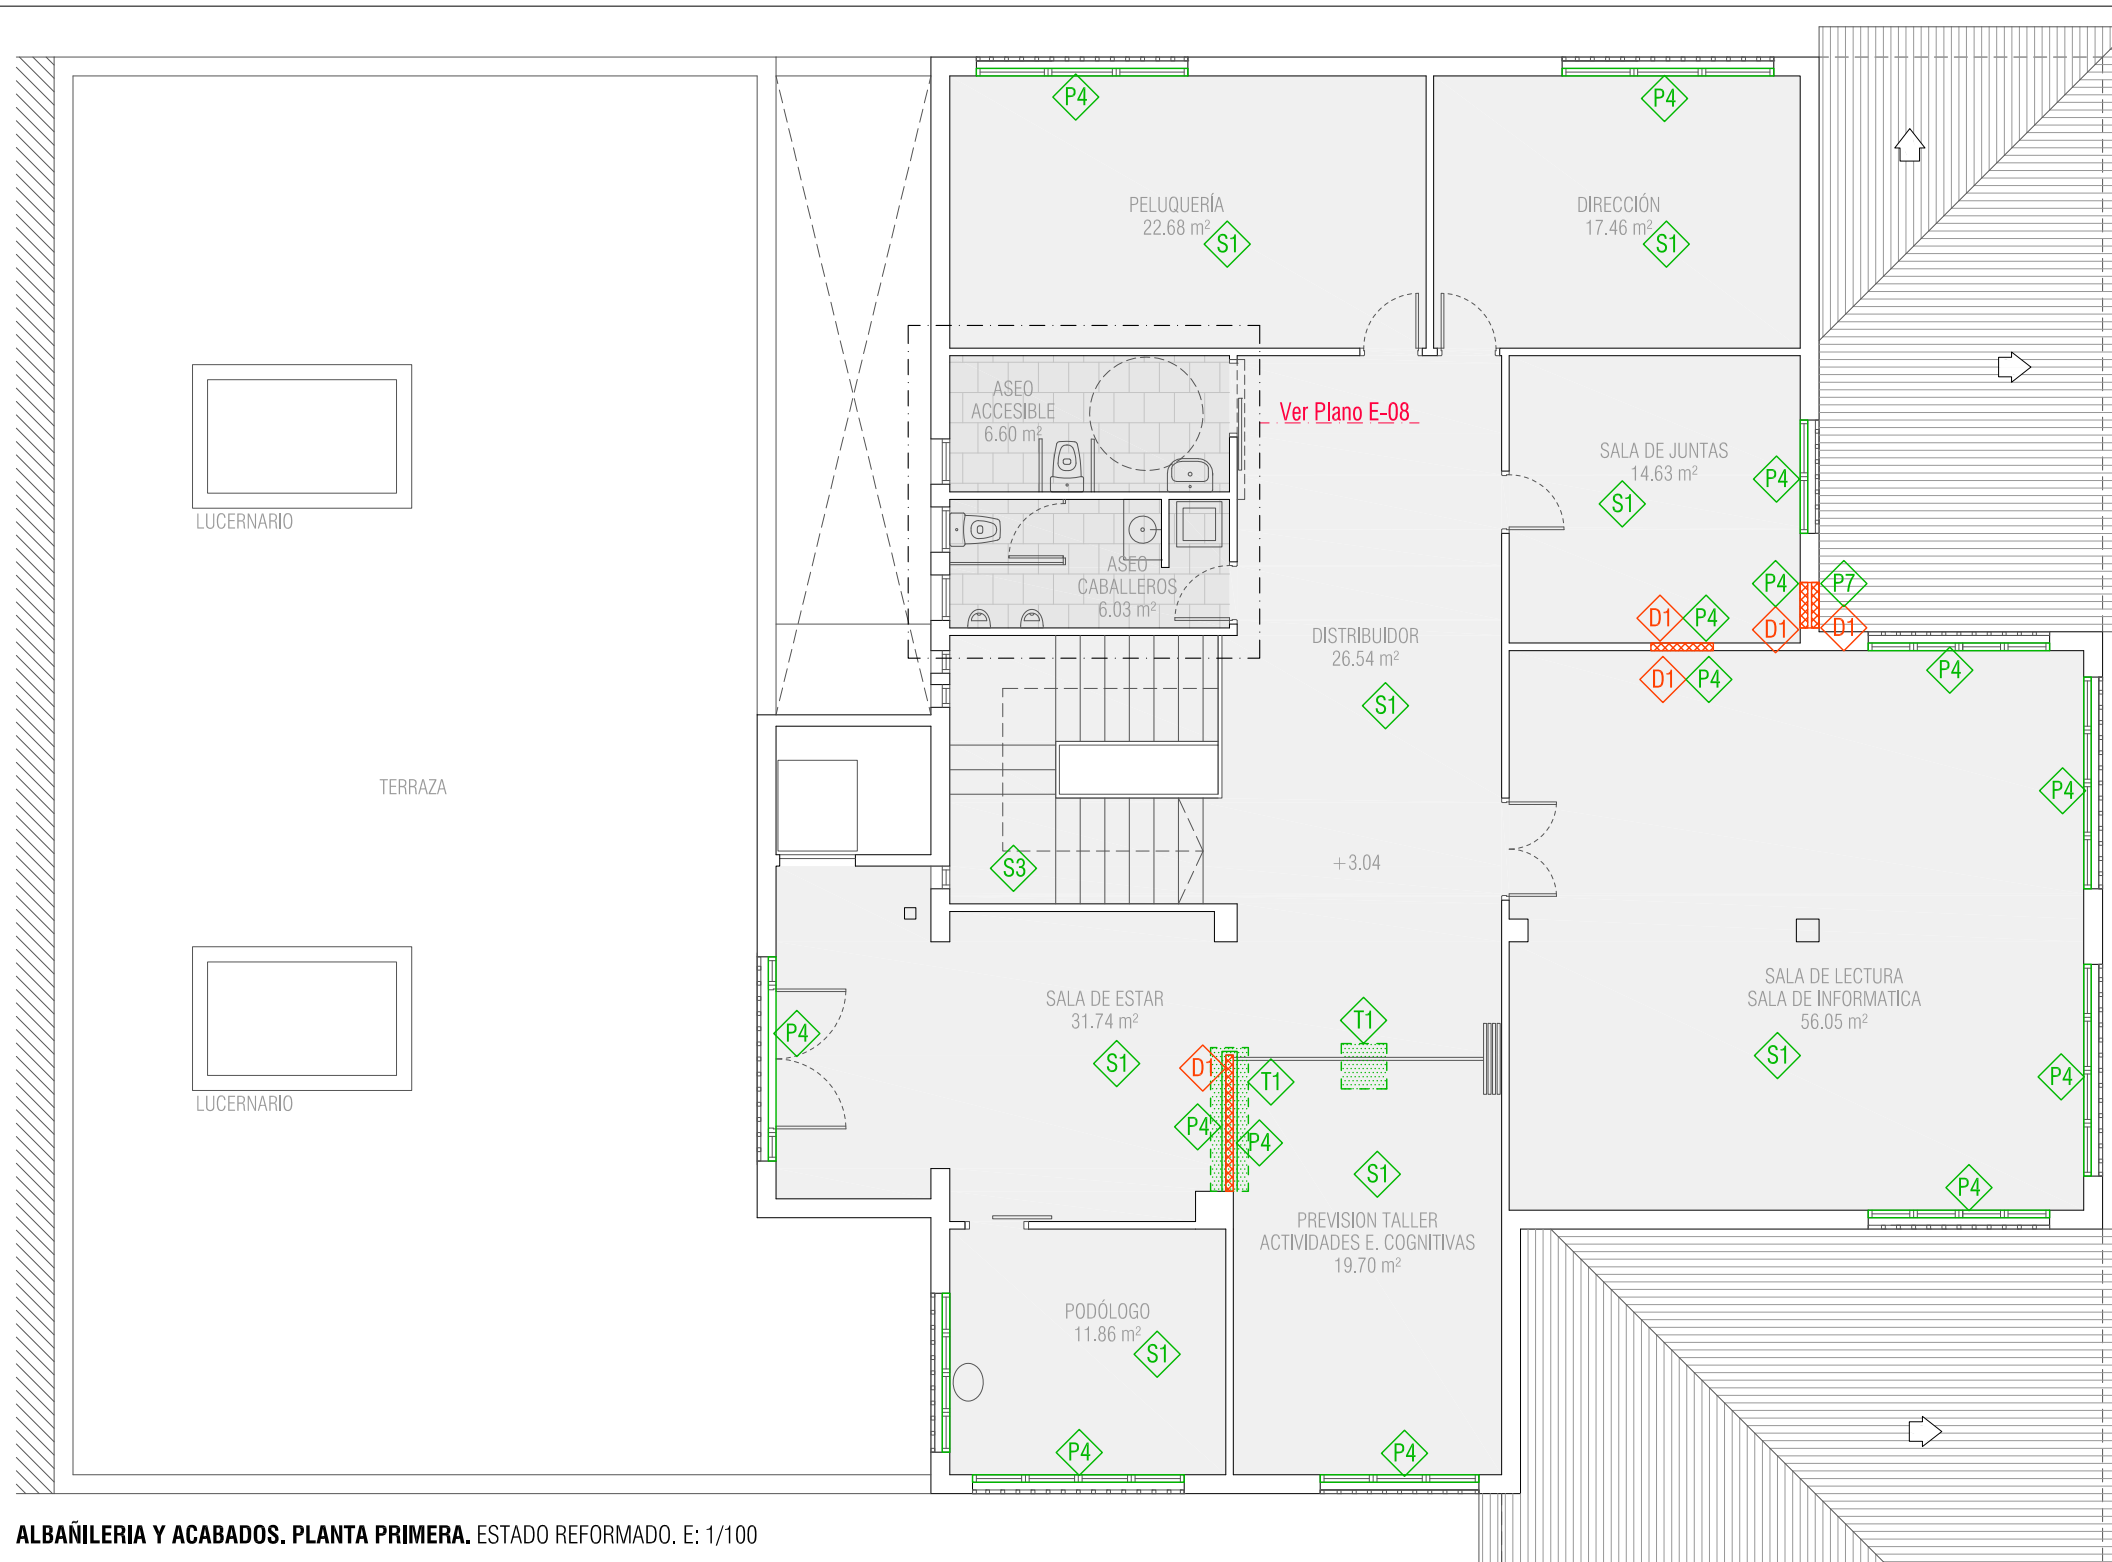 P4
P4
PELUQUERÍA
22.68 m²
S1
DIRECCIÓN
17.46 m²
S1
ASEO
ACCESIBLE
6.60 m²
Ver Plano E-08
SALA DE JUNTAS
14.63 m²
P4
S1
LUCERNARIO
ASEO
CABALLEROS
6.03 m²
P4
P7
D1
P4
D1
D1
DISTRIBUIDOR
26.54 m²
D1
P4
P4
S1
TERRAZA
P4
S3
+3.04
SALA DE ESTAR
31.74 m²
S1
P4
T1
SALA DE LECTURA
SALA DE INFORMATICA
56.05 m²
S1
P4
D1
T1
LUCERNARIO
P4
P4
S1
P4
PREVISION TALLER
ACTIVIDADES E. COGNITIVAS
19.70 m²
PODÓLOGO
11.86 m²
S1
P4
P4
ALBAÑILERIA Y ACABADOS. PLANTA PRIMERA. ESTADO REFORMADO. E: 1/100